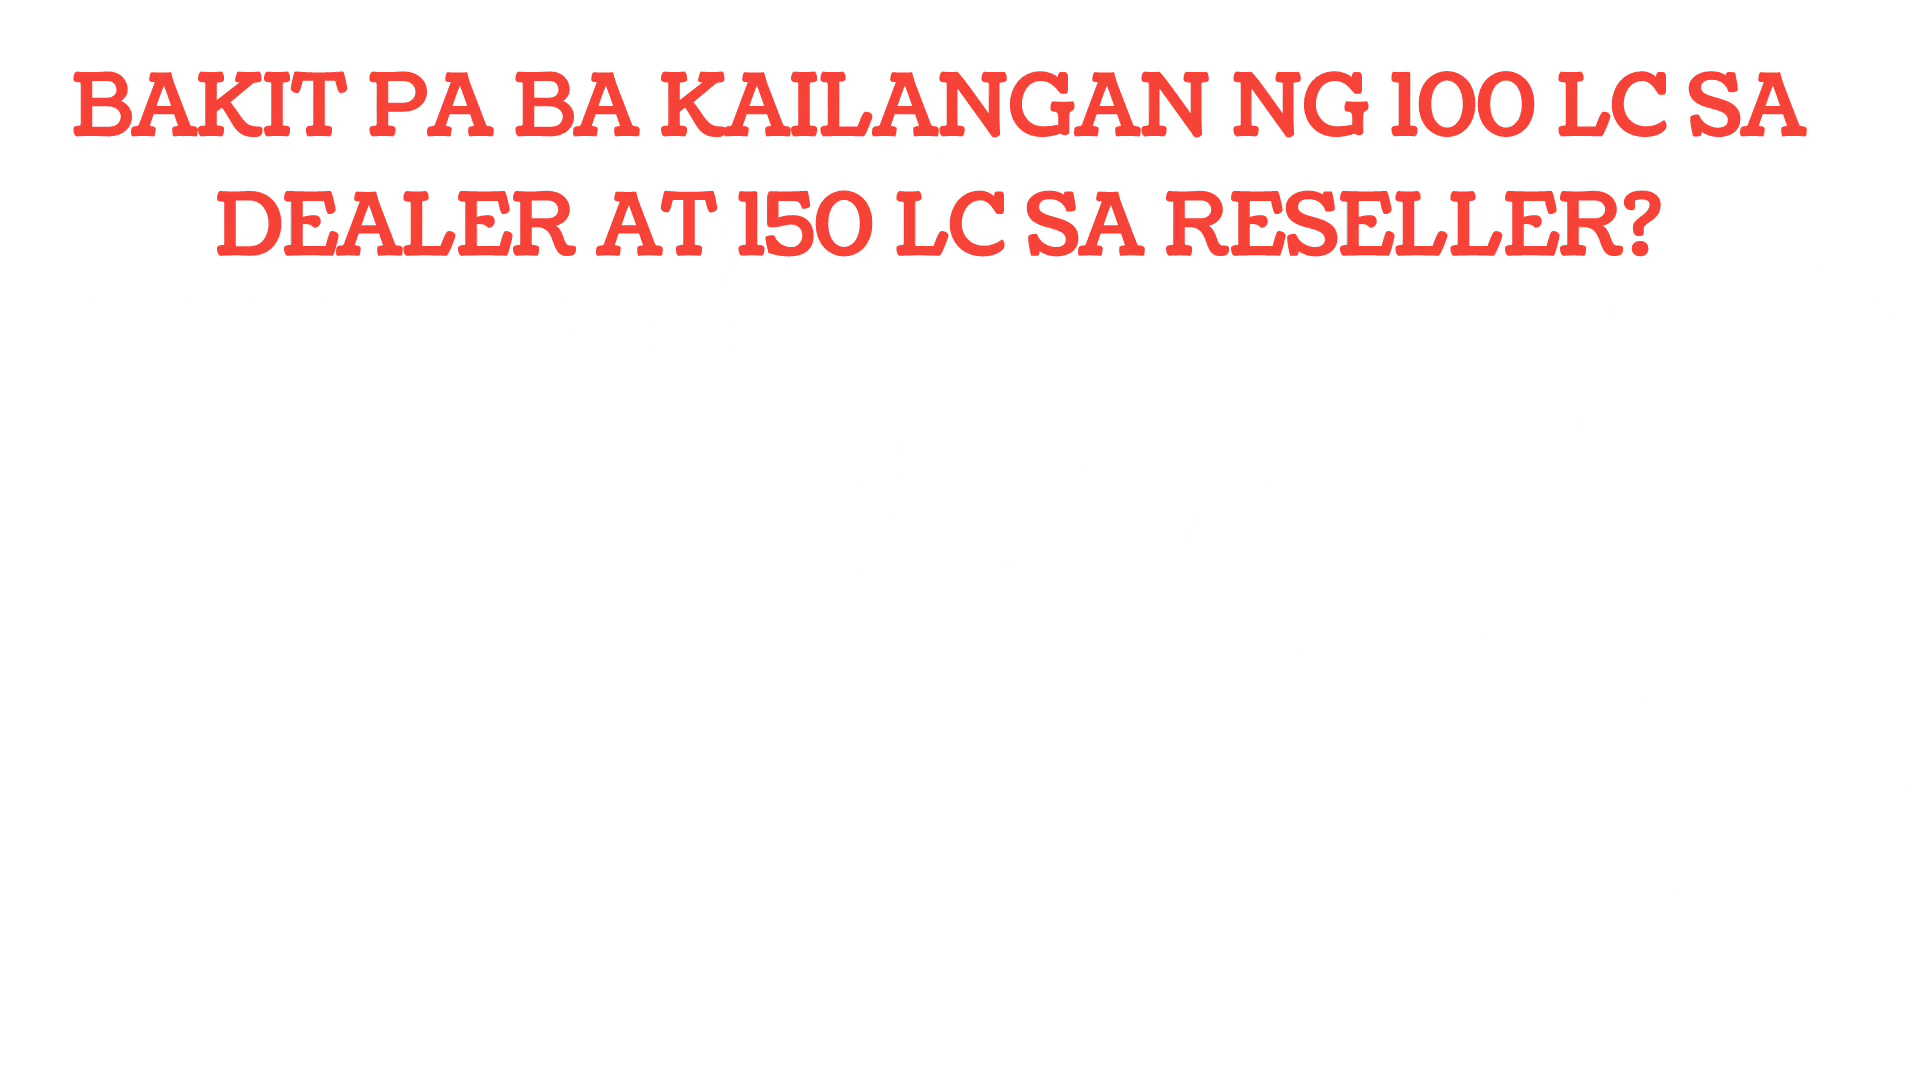 BAKIT PA BA KAILANGAN NG 100 LC SA
DEALER AT 150 LC SA RESELLER?